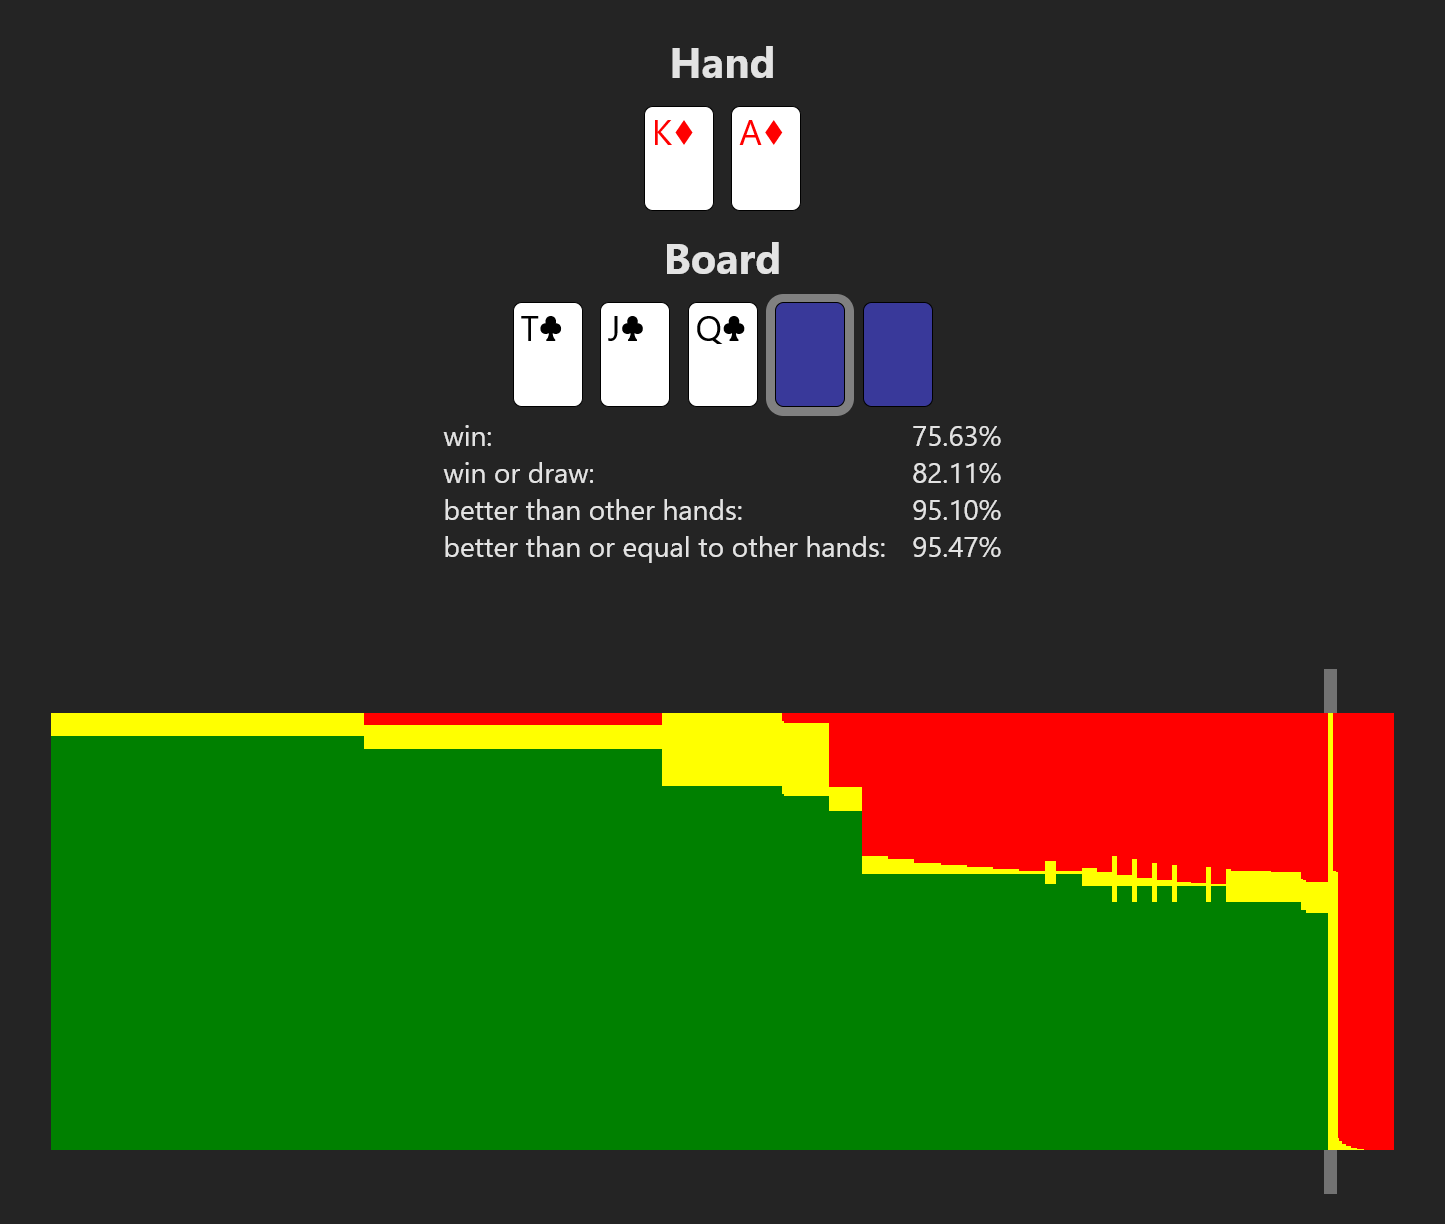 Hand
K♦ A♦
Board
T♣ J♣ Q♣
win: 75.63%
win or draw: 82.11%
better than other hands: 95.10%
better than or equal to other hands: 95.47%